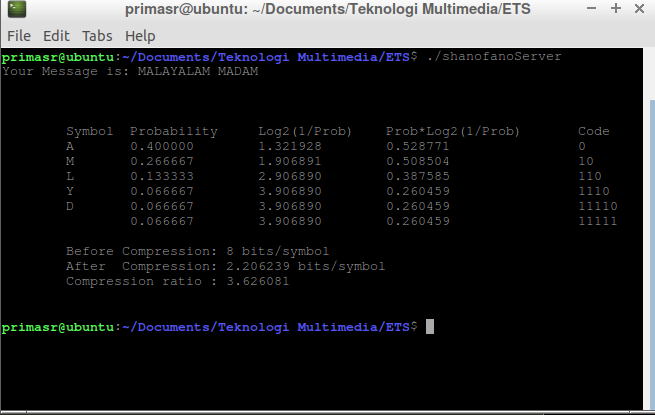 primasr@ubuntu: ~/Documents/Teknologi Multimedia/ETS
File Edit Tabs Help
primasr@ubuntu:~/Documents/Teknologi Multimedia/ETS$ ./shanofanoServer
Your Message is: MALAYALAM MADAM
Symbol Probability Log2(1/Prob) Prob*Log2(1/Prob) Code
A 0.400000 1.321928 0.528771 0
M 0.266667 1.906891 0.508504 10
L 0.133333 2.906890 0.387585 110
Y 0.066667 3.906890 0.260459 1110
D 0.066667 3.906890 0.260459 11110
0.066667 3.906890 0.260459 11111
Before Compression: 8 bits/symbol
After Compression: 2.206239 bits/symbol
Compression ratio : 3.626081
primasr@ubuntu:~/Documents/Teknologi Multimedia/ETS$